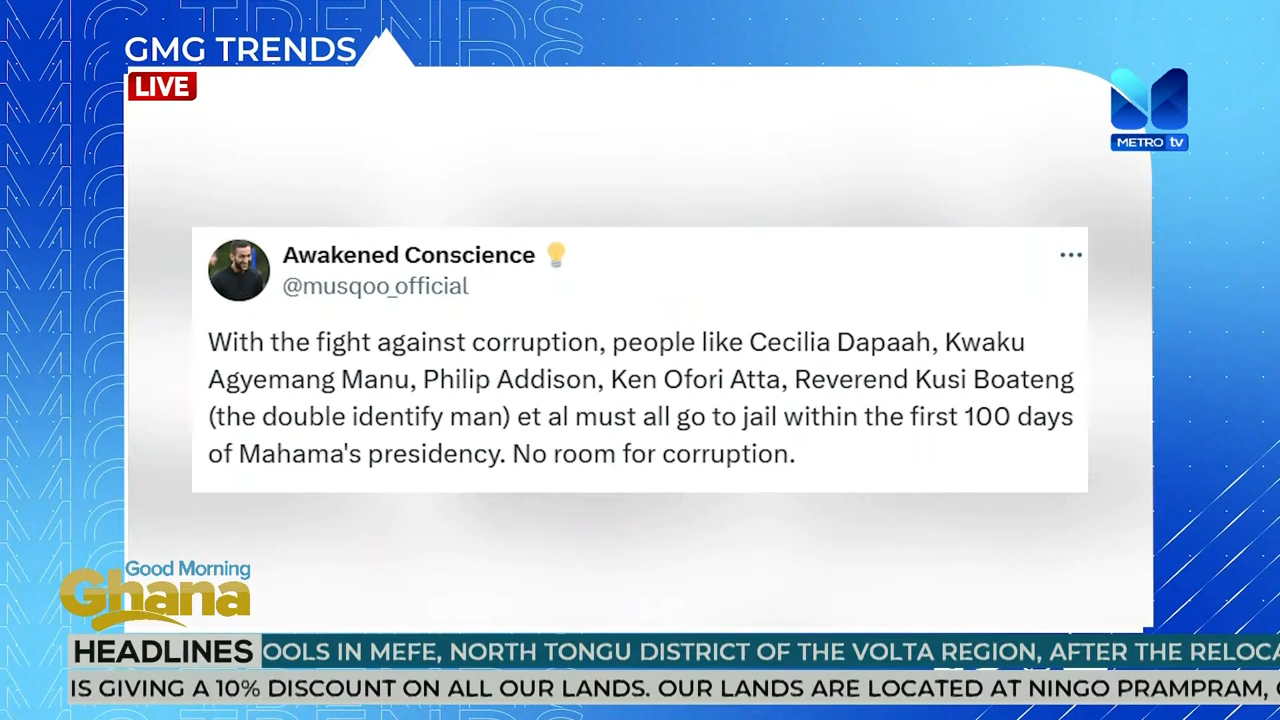 GMG TRENDS
LIVE
METRO tv
Awakened Conscience
@musqoo_official
With the fight against corruption, people like Cecilia Dapaah, Kwaku
Agyemang Manu, Philip Addison, Ken Ofori Atta, Reverend Kusi Boateng
(the double identify man) et al must all go to jail within the first 100 days
of Mahama's presidency. No room for corruption.
Good Morning
Ghana
HEADLINES
OOLS IN MEFE, NORTH TONGU DISTRICT OF THE VOLTA REGION, AFTER THE RELOCA
IS GIVING A 10% DISCOUNT ON ALL OUR LANDS. OUR LANDS ARE LOCATED AT NINGO PRAMPRAM,